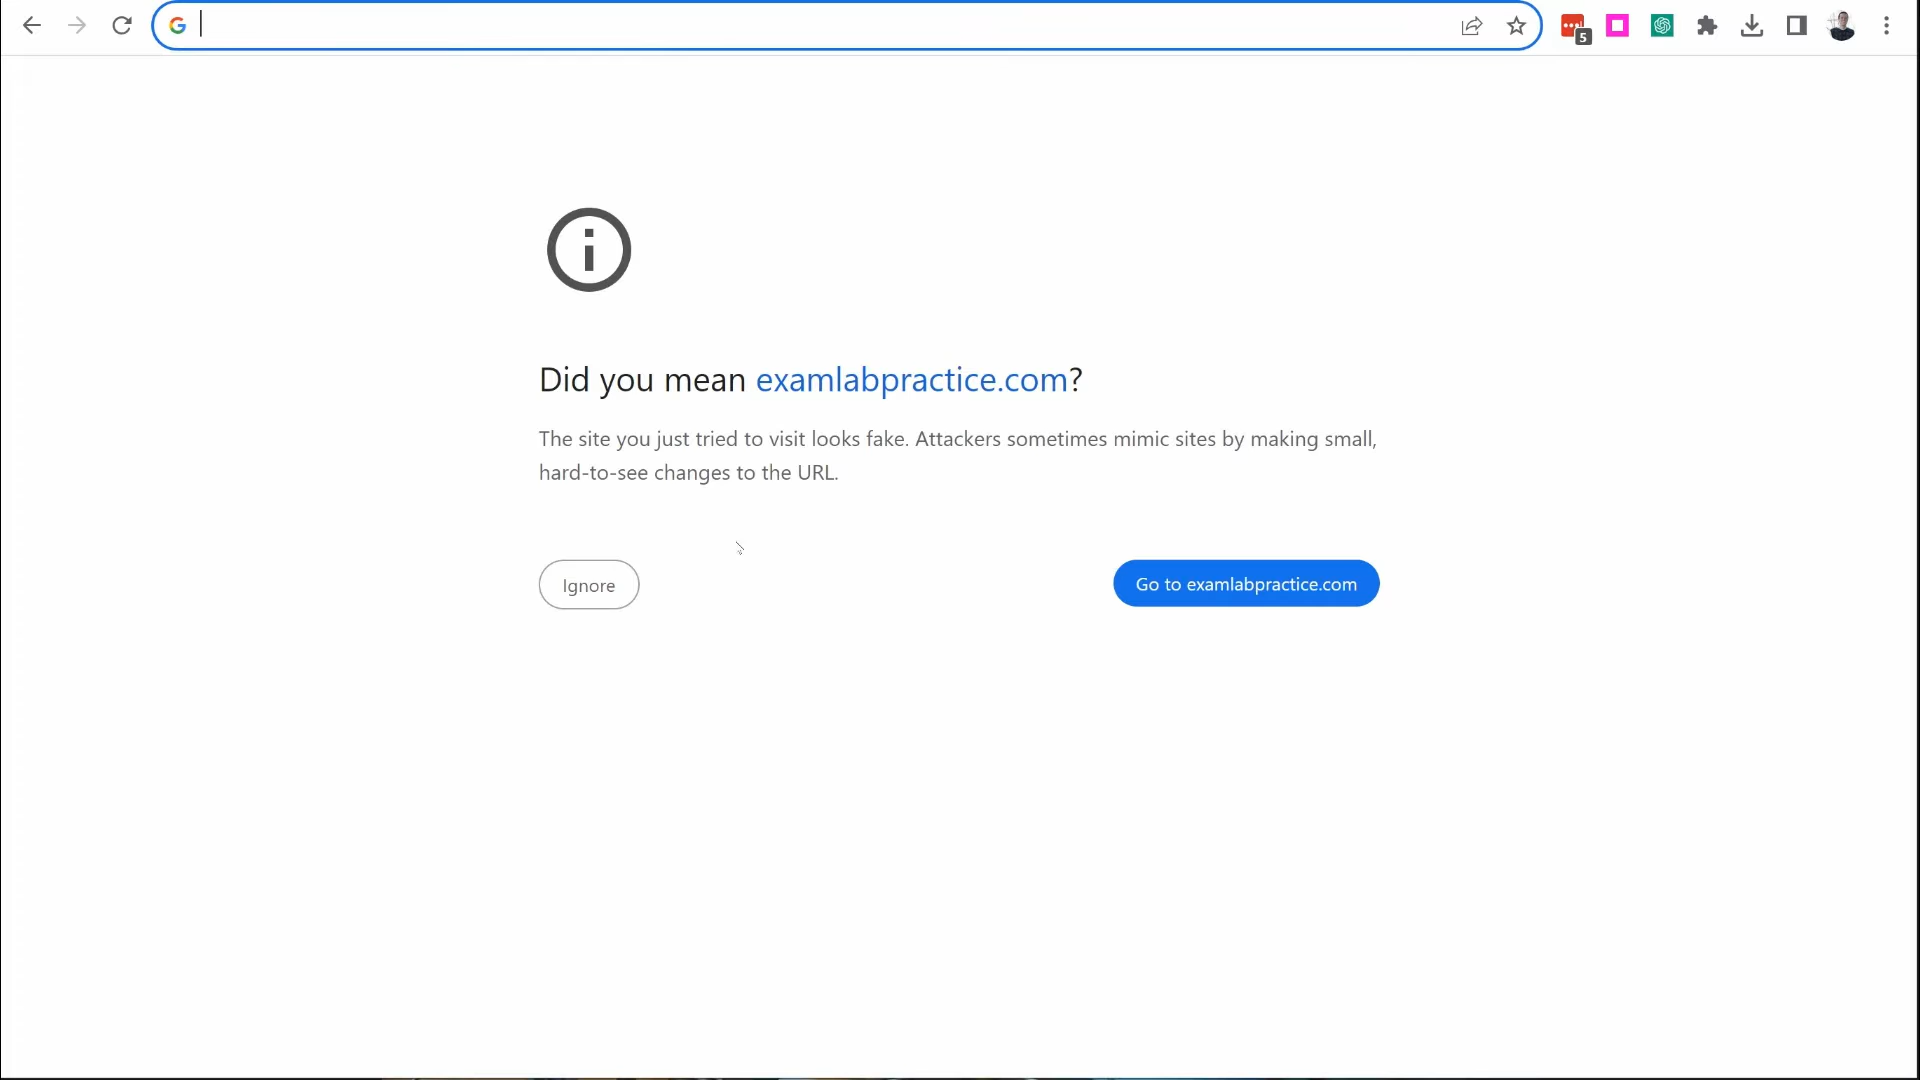 5
Did you mean examlabpractice.com?
The site you just tried to visit looks fake. Attackers sometimes mimic sites by making small,
hard-to-see changes to the URL.
Ignore
Go to examlabpractice.com